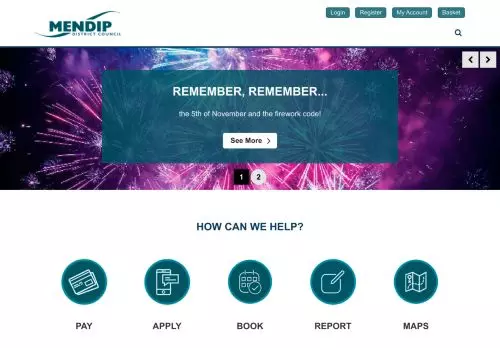 Login Register My Account Basket
MENDIP
DISTRICT COUNCIL
REMEMBER, REMEMBER...
the 5th of November and the firework code!
See More
1 2
HOW CAN WE HELP?
PAY APPLY BOOK REPORT MAPS